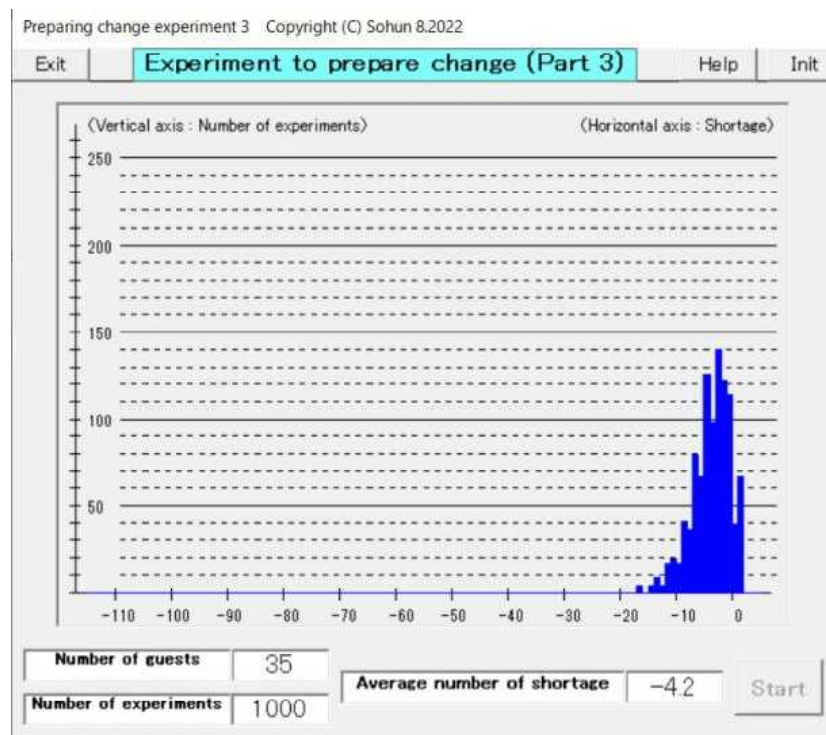 Preparing change experiment 3 Copyright (C) Sohun 8.2022
Exit Experiment to prepare change (Part 3) Help Init
(Vertical axis : Number of experiments) (Horizontal axis : Shortage)
250
200
150
100
50
-110 -100 -90 -80 -70 -60 -50 -40 -30 -20 -10 0
Number of guests 35
Average number of shortage -4.2 Start
Number of experiments 1000